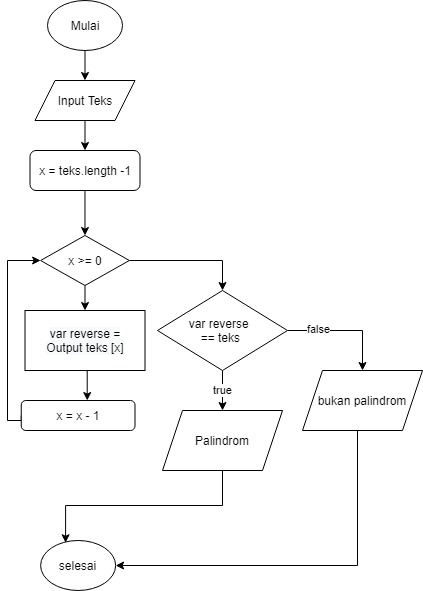 Mulai
Input Teks
x = teks.length -1
x >= 0
var reverse =
Output teks [x]
x = x - 1
var reverse
== teks
false
true
bukan palindrom
Palindrom
selesai